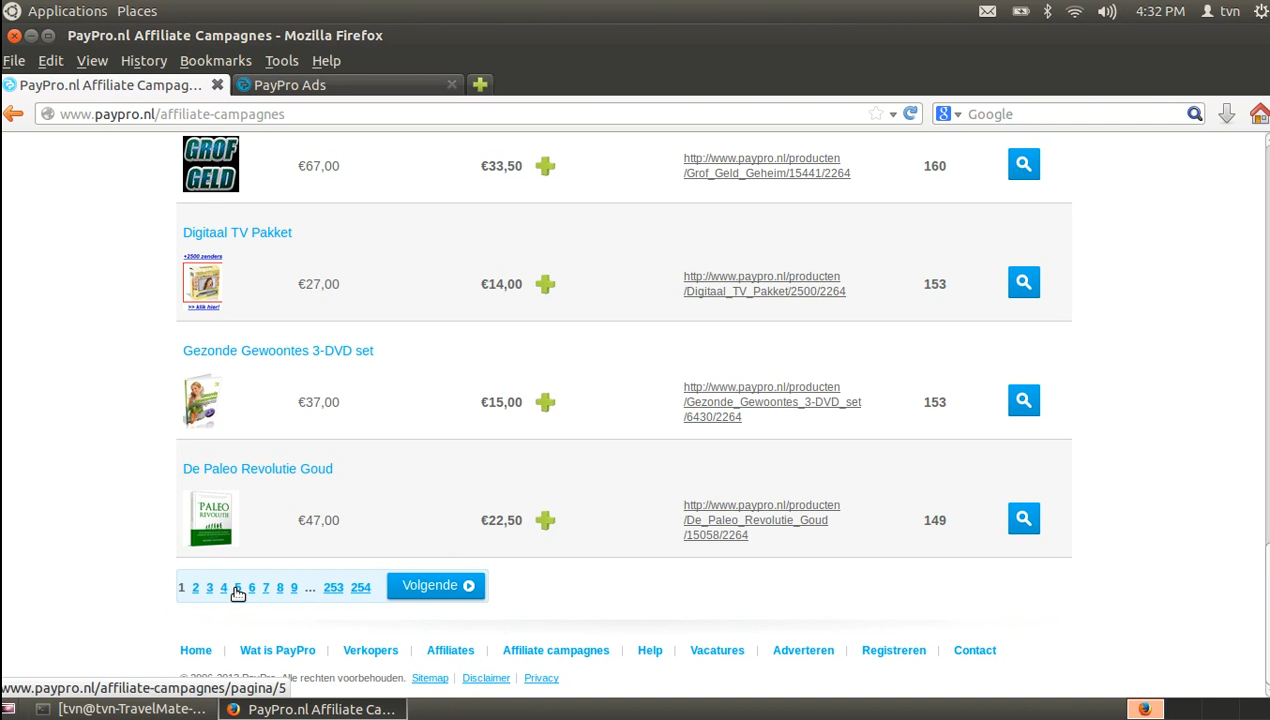 Applications Places
4:32 PM tvn
PayPro.nl Affiliate Campagnes - Mozilla Firefox
File Edit View History Bookmarks Tools Help
PayPro.nl Affiliate Campag...
PayPro Ads
www.paypro.nl/affiliate-campagnes
Google
GROF
GELD
€67,00
€33,50
http://www.paypro.nl/producten
/Grof_Geld_Geheim/15441/2264
160
Digitaal TV Pakket
+2500 zenders
>> klik hier!
€27,00
€14,00
http://www.paypro.nl/producten
/Digitaal_TV_Pakket/2500/2264
153
Gezonde Gewoontes 3-DVD set
€37,00
€15,00
http://www.paypro.nl/producten
/Gezonde_Gewoontes_3-DVD_set
/6430/2264
153
De Paleo Revolutie Goud
PALEO
REVOLUTIE
€47,00
€22,50
http://www.paypro.nl/producten
/De_Paleo_Revolutie_Goud
/15058/2264
149
1 2 3 4 5 6 7 8 9 ... 253 254 Volgende
Home Wat is PayPro Verkopers Affiliates Affiliate campagnes Help Vacatures Adverteren Registreren Contact
© 2006-2013 PayPro. Alle rechten voorbehouden. Sitemap Disclaimer Privacy
www.paypro.nl/affiliate-campagnes/pagina/5
[tvn@tvn-TravelMate-...
PayPro.nl Affiliate Ca...